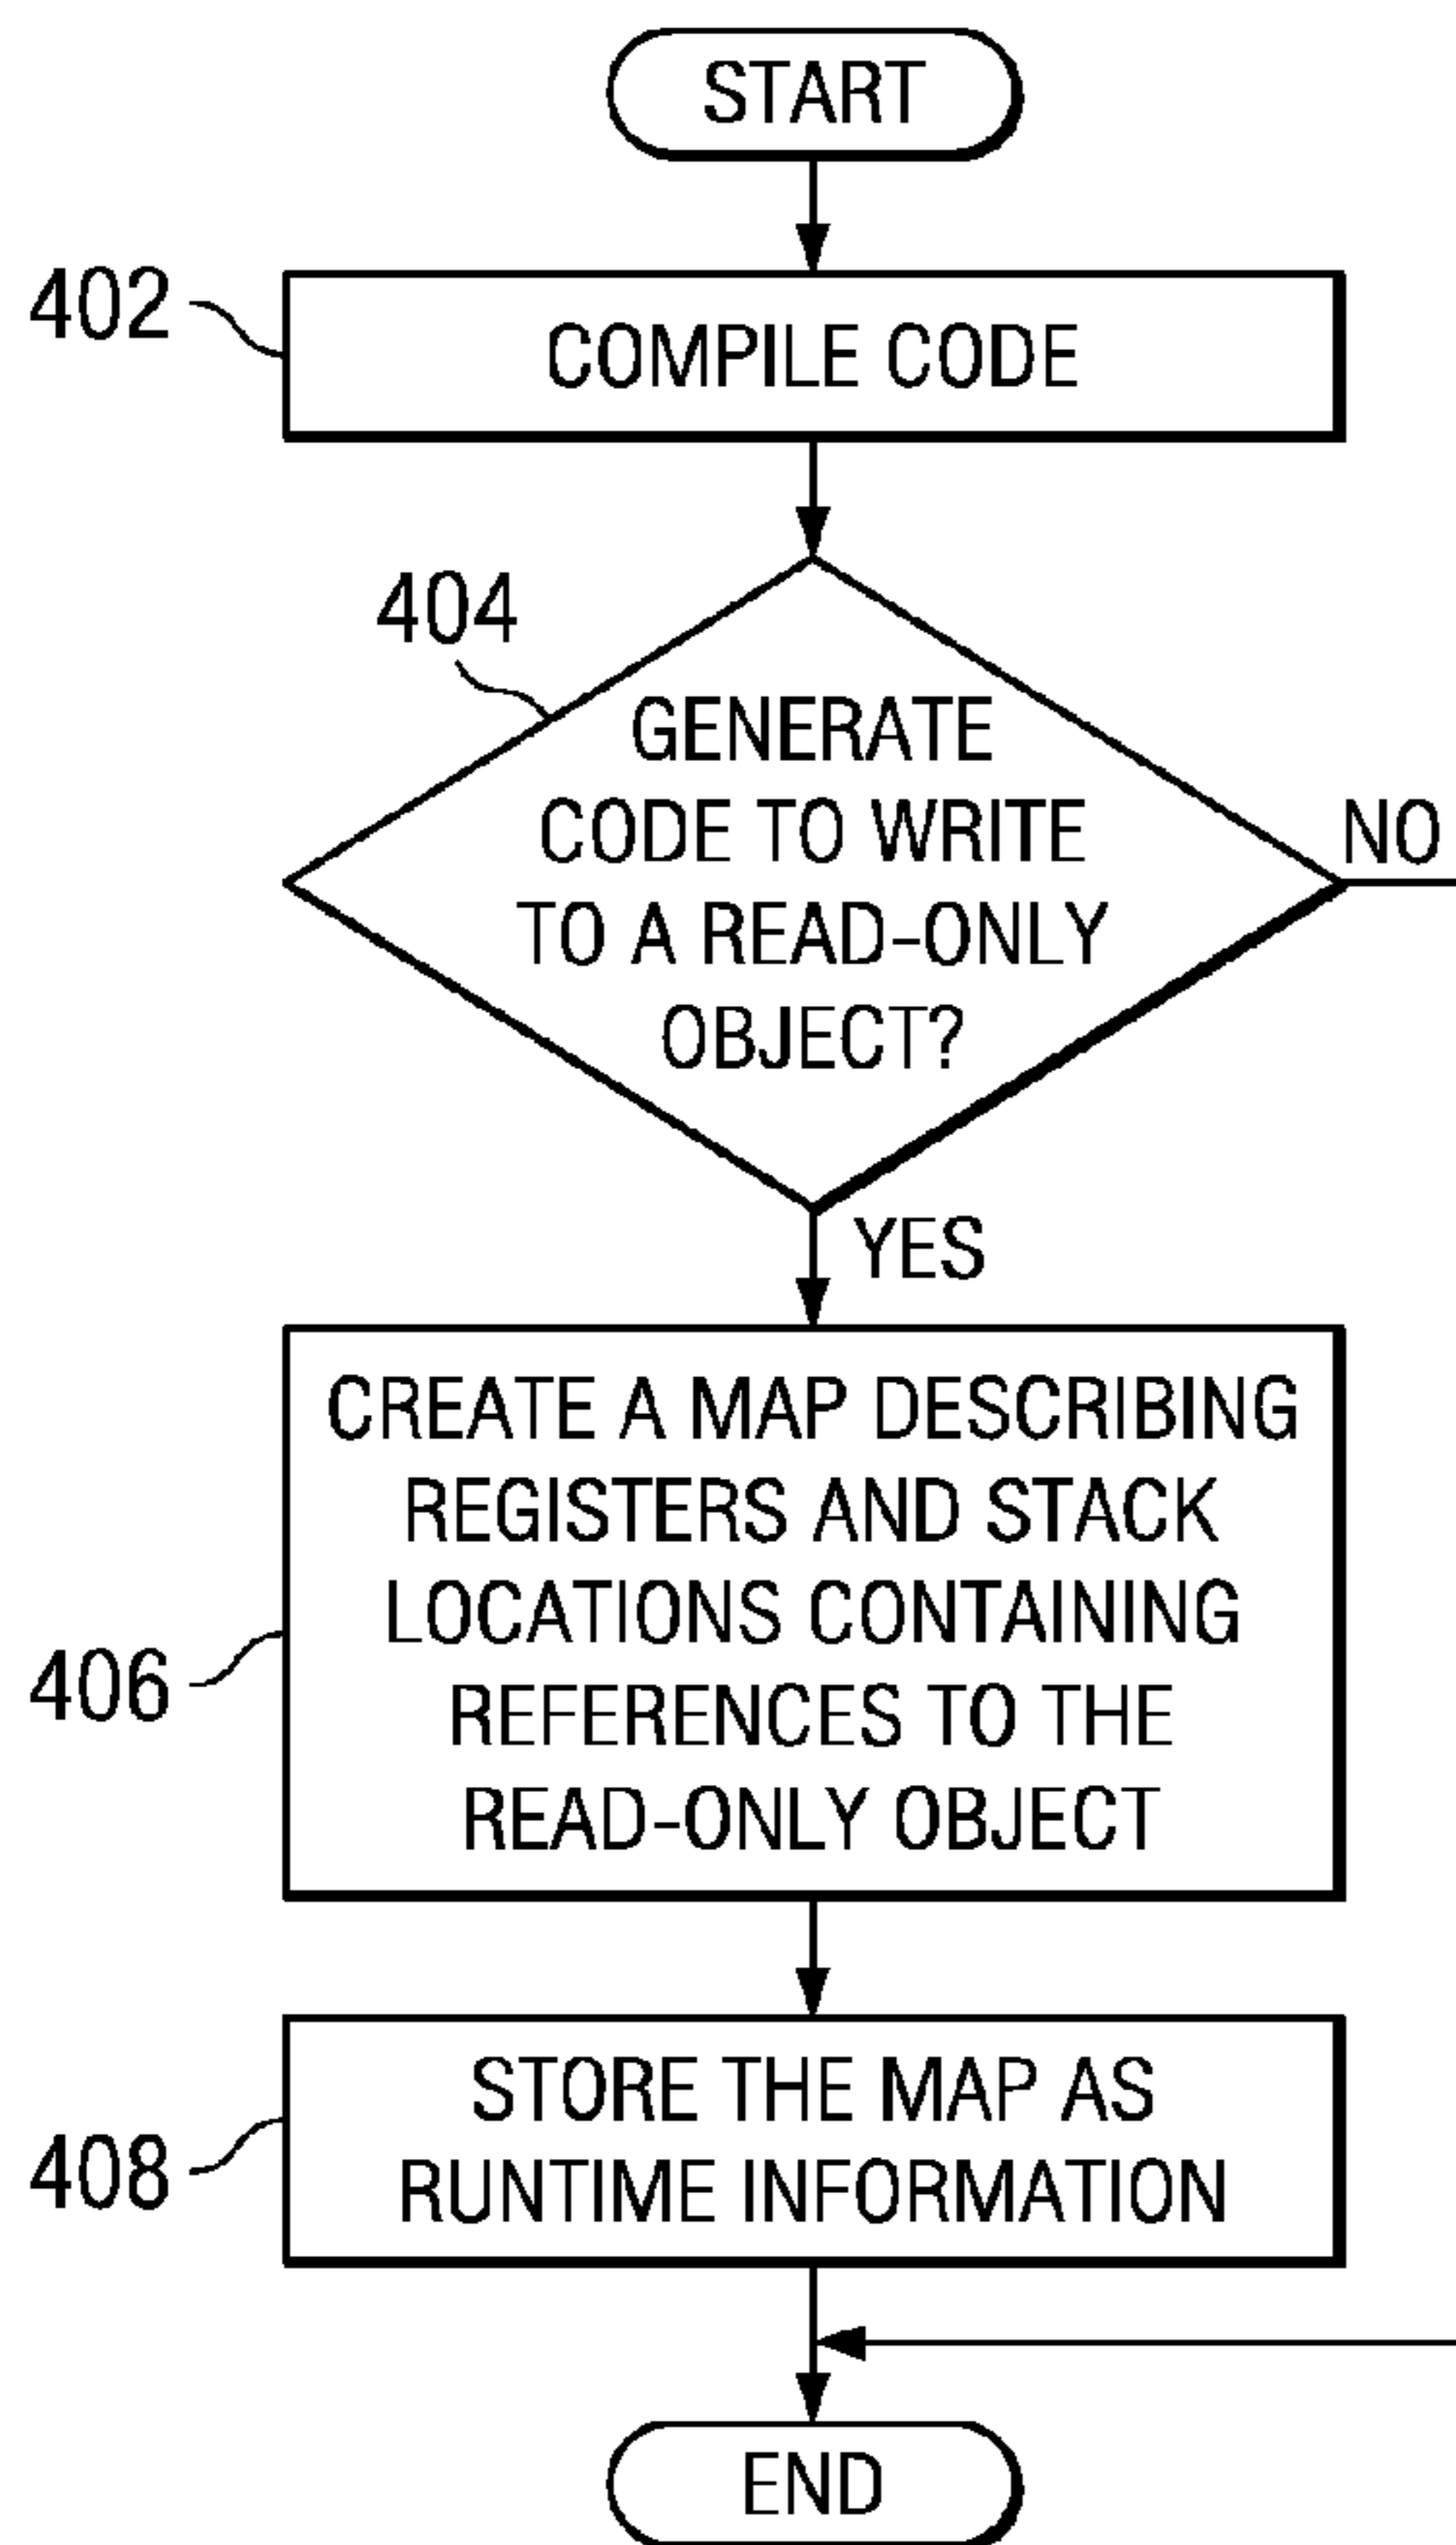 START
402
COMPILE CODE
404
GENERATE
CODE TO WRITE
TO A READ-ONLY
OBJECT?
NO
YES
CREATE A MAP DESCRIBING
REGISTERS AND STACK
LOCATIONS CONTAINING
REFERENCES TO THE
READ-ONLY OBJECT
406
STORE THE MAP AS
RUNTIME INFORMATION
408
END